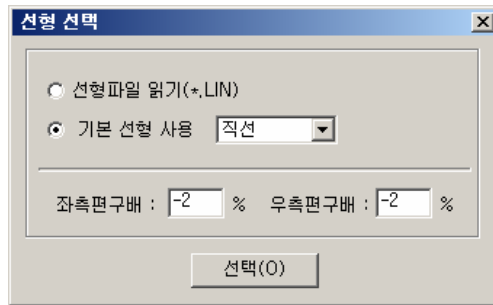 선형 선택
선형파일 읽기(*.LIN)
기본 선형 사용 직선
좌측편구배 : -2 % 우측편구배 : -2 %
선택(O)